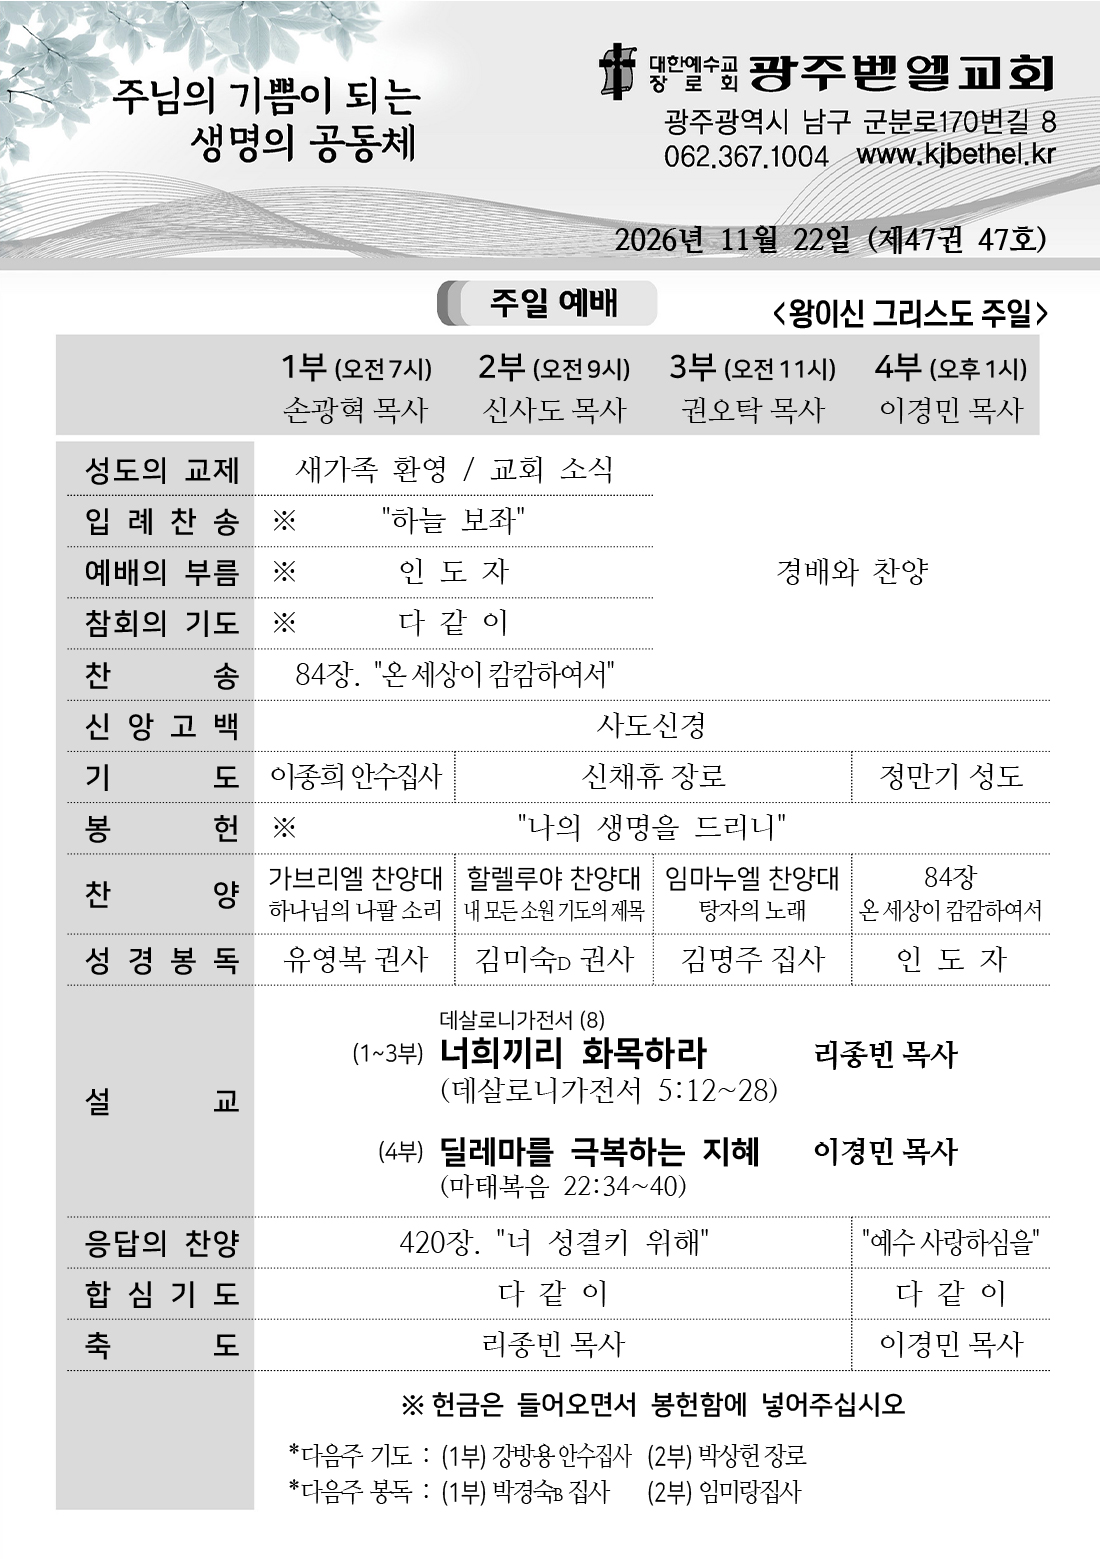 주님의 기쁨이 되는
생명의 공동체
대한예수교
장로회 광주벧엘교회
광주광역시 남구 군분로170번길 8
062.367.1004 www.kjbethel.kr
2026년 11월 22일 (제47권 47호)
주일 예배
<왕이신 그리스도 주일>
1부 (오전 7시) 2부 (오전 9시) 3부 (오전 11시) 4부 (오후 1시)
손광혁 목사 신사도 목사 권오탁 목사 이경민 목사
성도의 교제 새가족 환영 / 교회 소식
입례찬송 ※ "하늘 보좌"
예배의 부름 ※ 인 도 자 경배와 찬양
참회의 기도 ※ 다 같 이
찬 송 84장. "온 세상이 캄캄하여서"
신앙고백 사도신경
기 도 이종희 안수집사 신채휴 장로 정만기 성도
봉 헌 ※ "나의 생명을 드리니"
찬 양 가브리엘 찬양대 할렐루야 찬양대 임마누엘 찬양대 84장
하나님의 나팔 소리 내 모든 소원 기도의 제목 탕자의 노래 온 세상이 캄캄하여서
성경봉독 유영복 권사 김미숙D 권사 김명주 집사 인 도 자
설 교
데살로니가전서 (8)
(1~3부) 너희끼리 화목하라 리종빈 목사
(데살로니가전서 5:12~28)
(4부) 딜레마를 극복하는 지혜 이경민 목사
(마태복음 22:34~40)
응답의 찬양 420장. "너 성결키 위해" "예수 사랑하심을"
합심기도 다 같 이 다 같 이
축 도 리종빈 목사 이경민 목사
※ 헌금은 들어오면서 봉헌함에 넣어주십시오
*다음주 기도 : (1부) 강방용 안수집사 (2부) 박상헌 장로
*다음주 봉독 : (1부) 박경숙B 집사 (2부) 임미랑집사